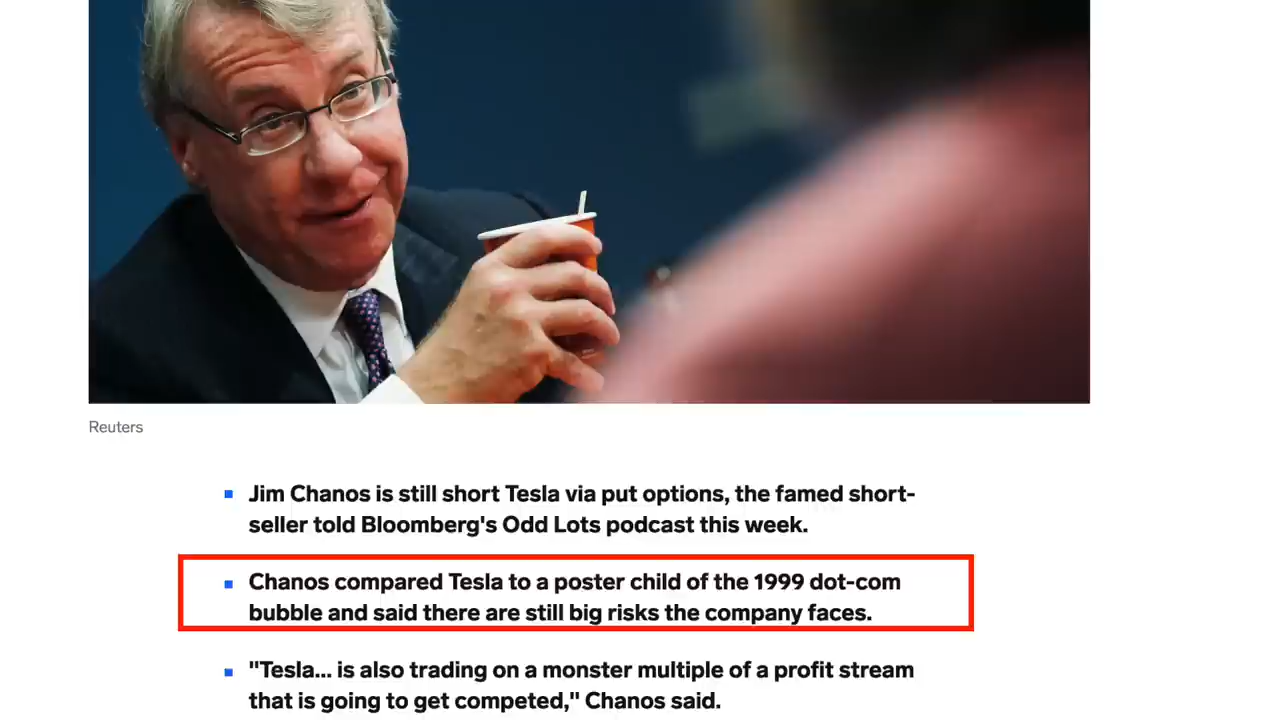 Reuters
Jim Chanos is still short Tesla via put options, the famed short-
seller told Bloomberg's Odd Lots podcast this week.
Chanos compared Tesla to a poster child of the 1999 dot-com
bubble and said there are still big risks the company faces.
"Tesla... is also trading on a monster multiple of a profit stream
that is going to get competed," Chanos said.